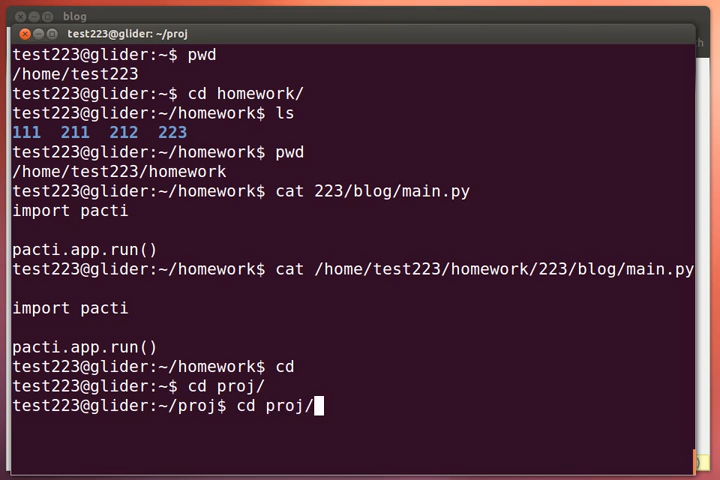 blog
test223@glider: ~/proj
test223@glider:~$ pwd
/home/test223
test223@glider:~$ cd homework/
test223@glider:~/homework$ ls
111  211  212  223
test223@glider:~/homework$ pwd
/home/test223/homework
test223@glider:~/homework$ cat 223/blog/main.py
import pacti
pacti.app.run()
test223@glider:~/homework$ cat /home/test223/homework/223/blog/main.py
import pacti
pacti.app.run()
test223@glider:~/homework$ cd
test223@glider:~$ cd proj/
test223@glider:~/proj$ cd proj/